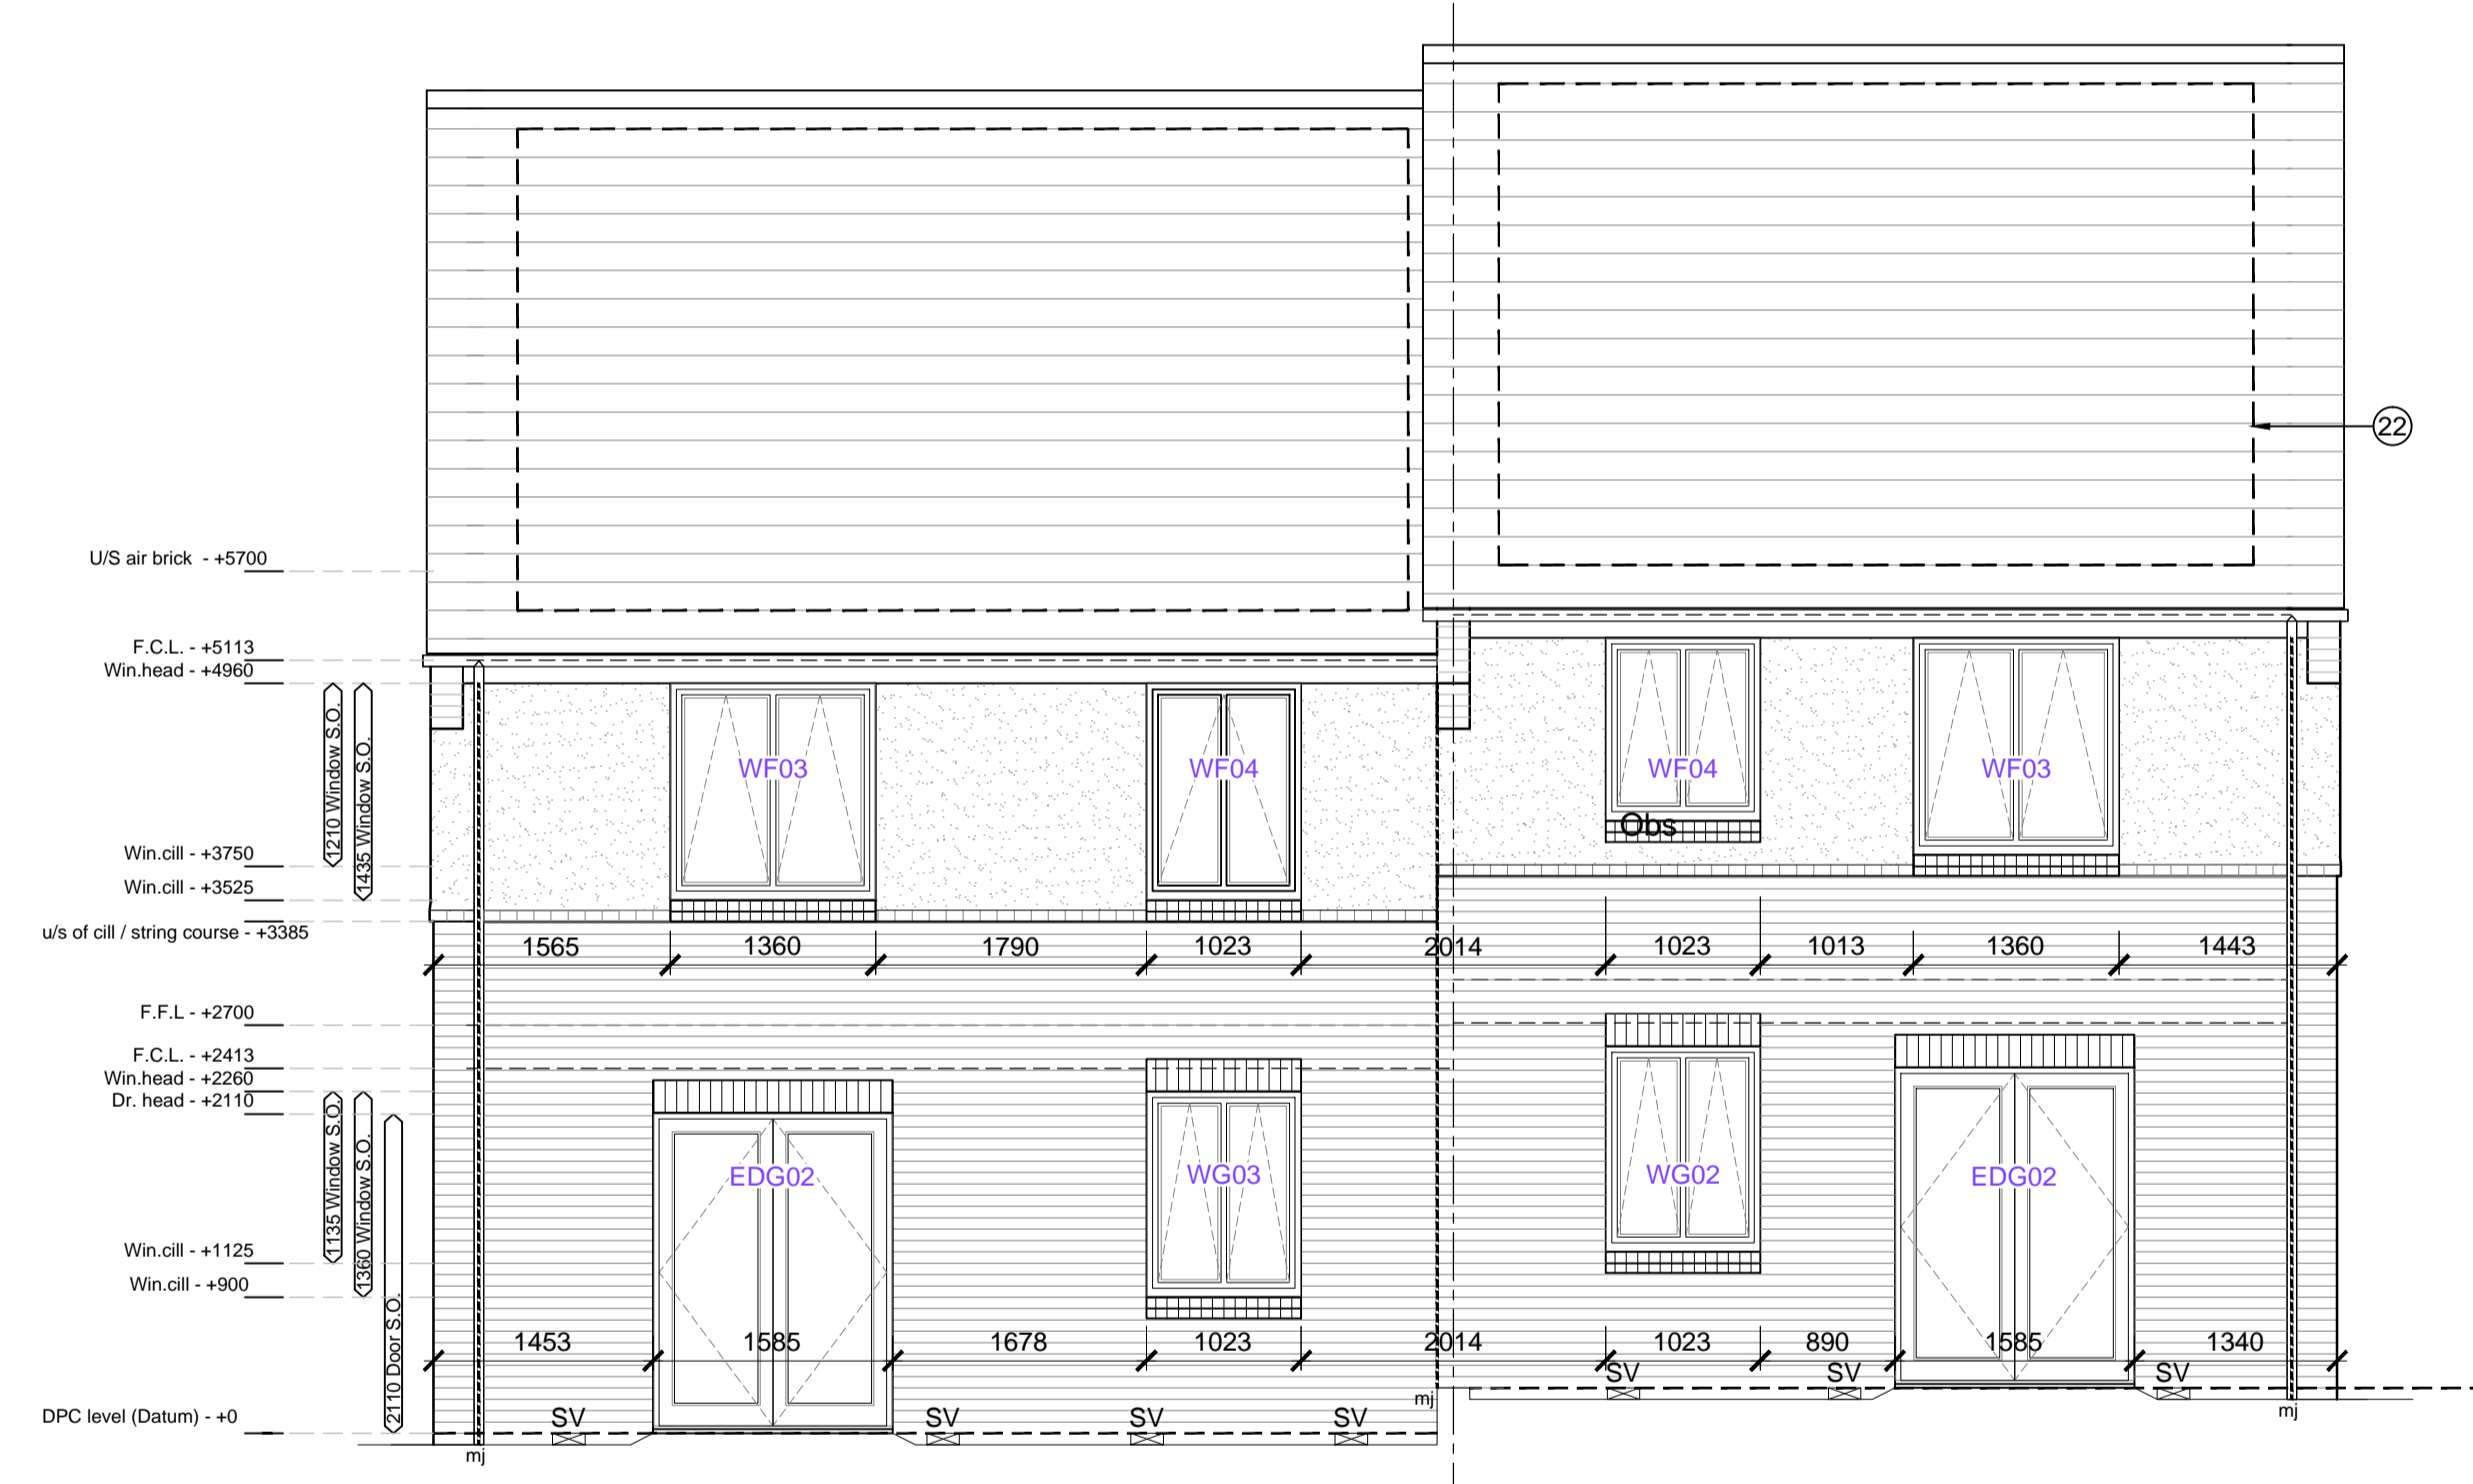 22
U/S air brick - +5700
F.C.L. - +5113
Win.head - +4960
1210 Window S.O.
1435 Window S.O.
WF03
WF04
WF04
WF03
Obs
Win.cill - +3750
Win.cill - +3525
u/s of cill / string course - +3385
1565 1360 1790 1023 2014 1023 1013 1360 1443
F.F.L - +2700
F.C.L. - +2413
Win.head - +2260
Dr. head - +2110
1135 Window S.O.
1360 Window S.O.
2110 Door S.O.
EDG02
WG03
WG02
EDG02
Win.cill - +1125
Win.cill - +900
1453 1585 1678 1023 2014 1023 890 1585 1340
SV SV SV
mj
mj
DPC level (Datum) - +0
SV SV SV SV
mj